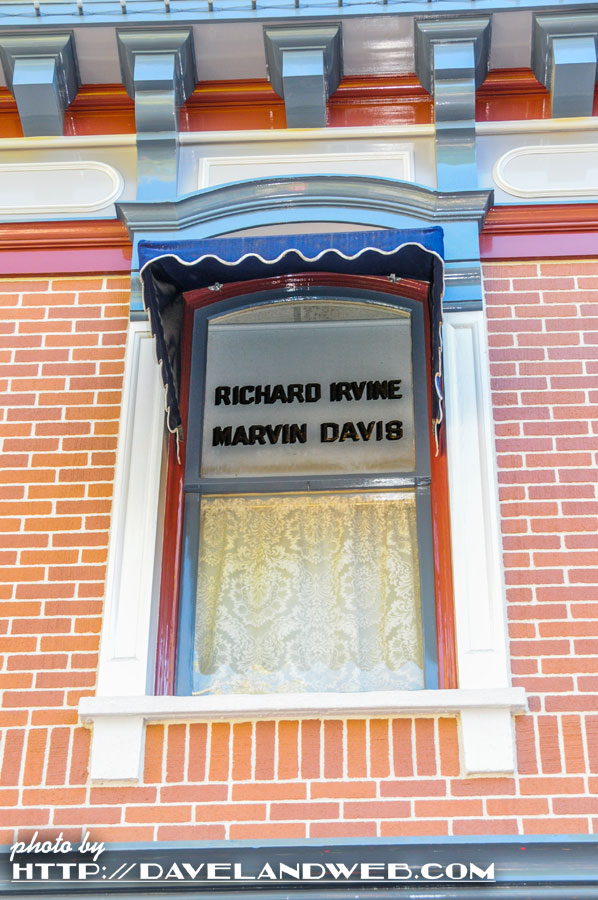 RICHARD IRVINE
MARVIN DAVIS
photo by
HTTP://DAVELANDWEB.COM